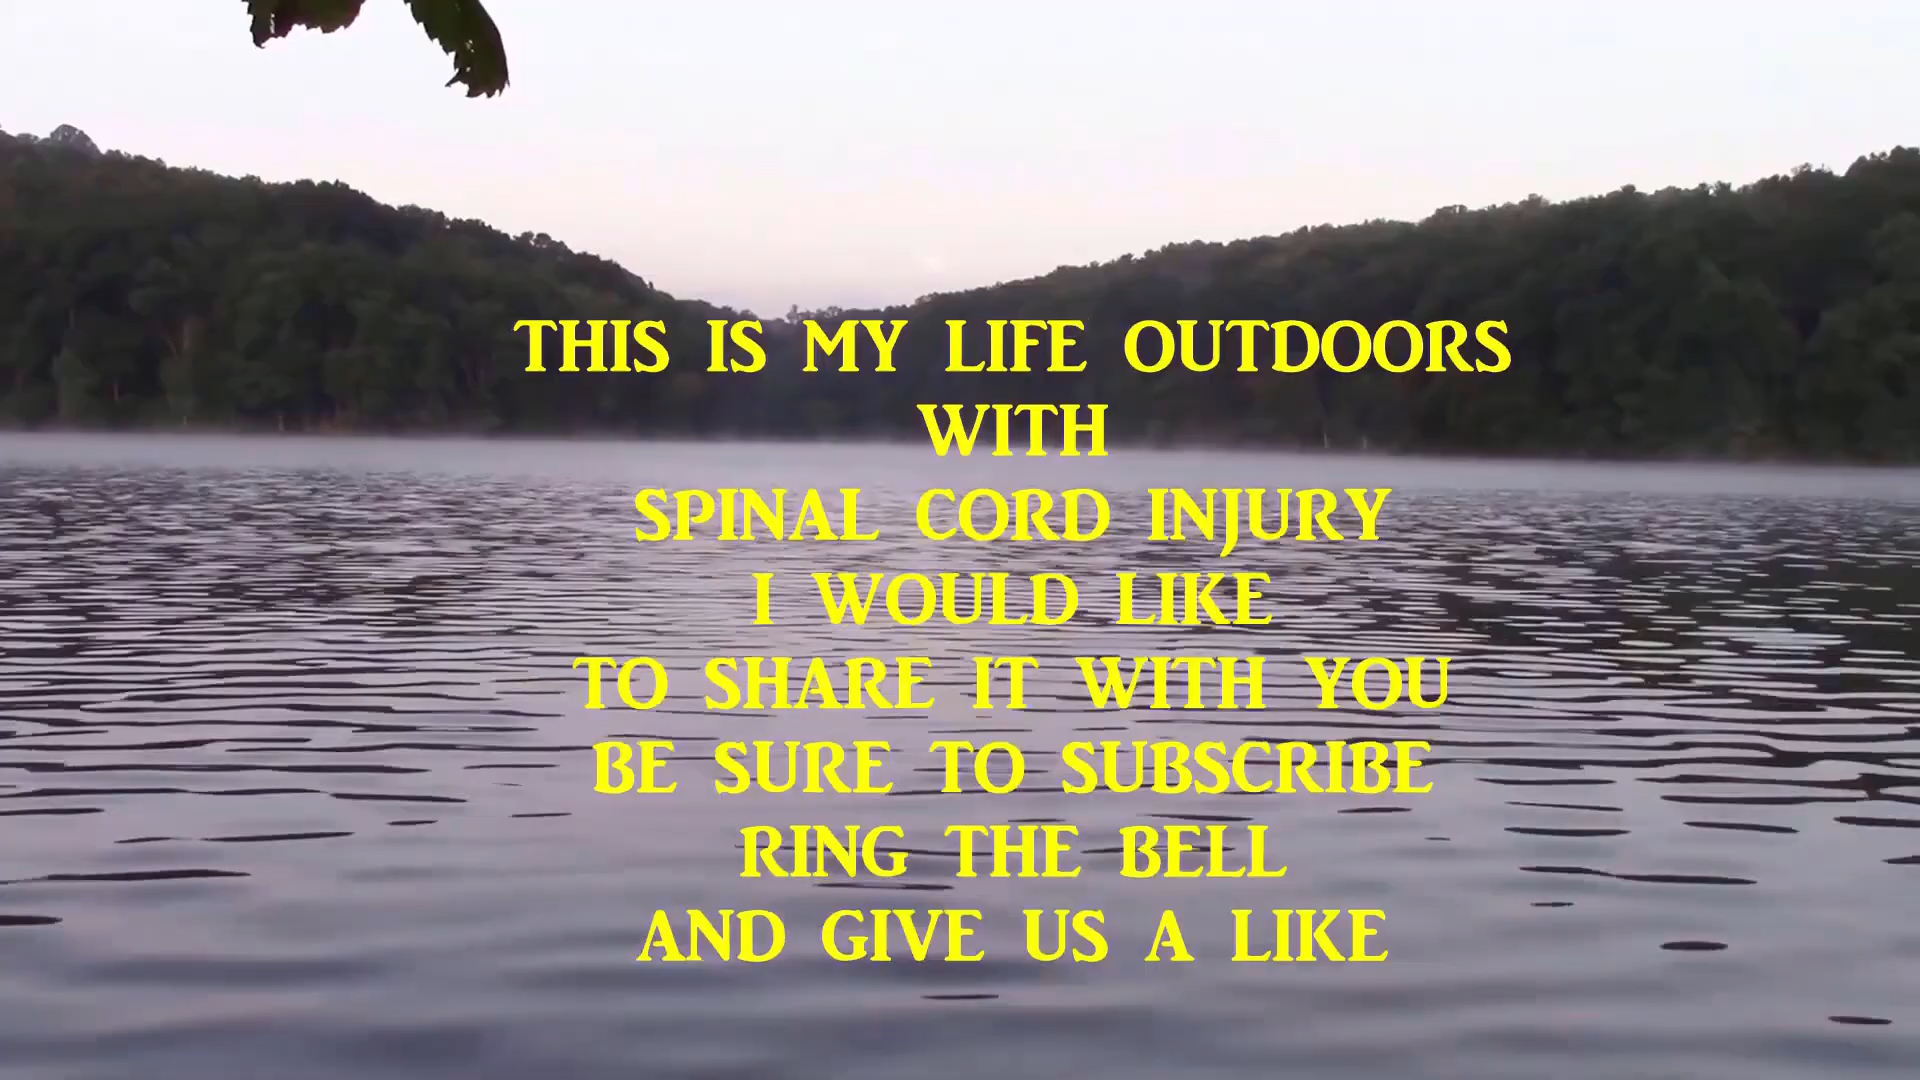 THIS IS MY LIFE OUTDOORS
WITH
SPINAL CORD INJURY
I WOULD LIKE
TO SHARE IT WITH YOU
BE SURE TO SUBSCRIBE
RING THE BELL
AND GIVE US A LIKE